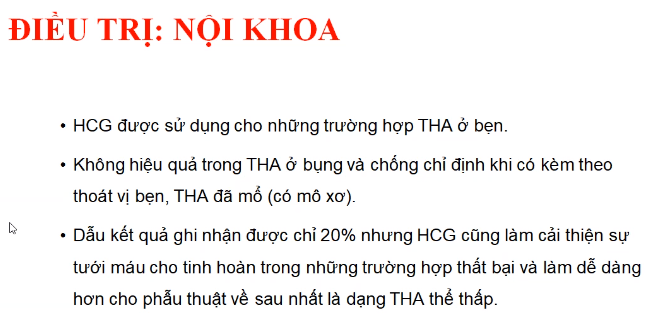 ĐIỀU TRỊ: NỘI KHOA
• HCG được sử dụng cho những trường hợp THA ở bẹn.
• Không hiệu quả trong THA ở bụng và chống chỉ định khi có kèm theo
thoát vị bẹn, THA đã mổ (có mô xơ).
• Dẫu kết quả ghi nhận được chỉ 20% nhưng HCG cũng làm cải thiện sự
tưới máu cho tinh hoàn trong những trường hợp thất bại và làm dễ dàng
hơn cho phẫu thuật về sau nhất là dạng THA thể thấp.